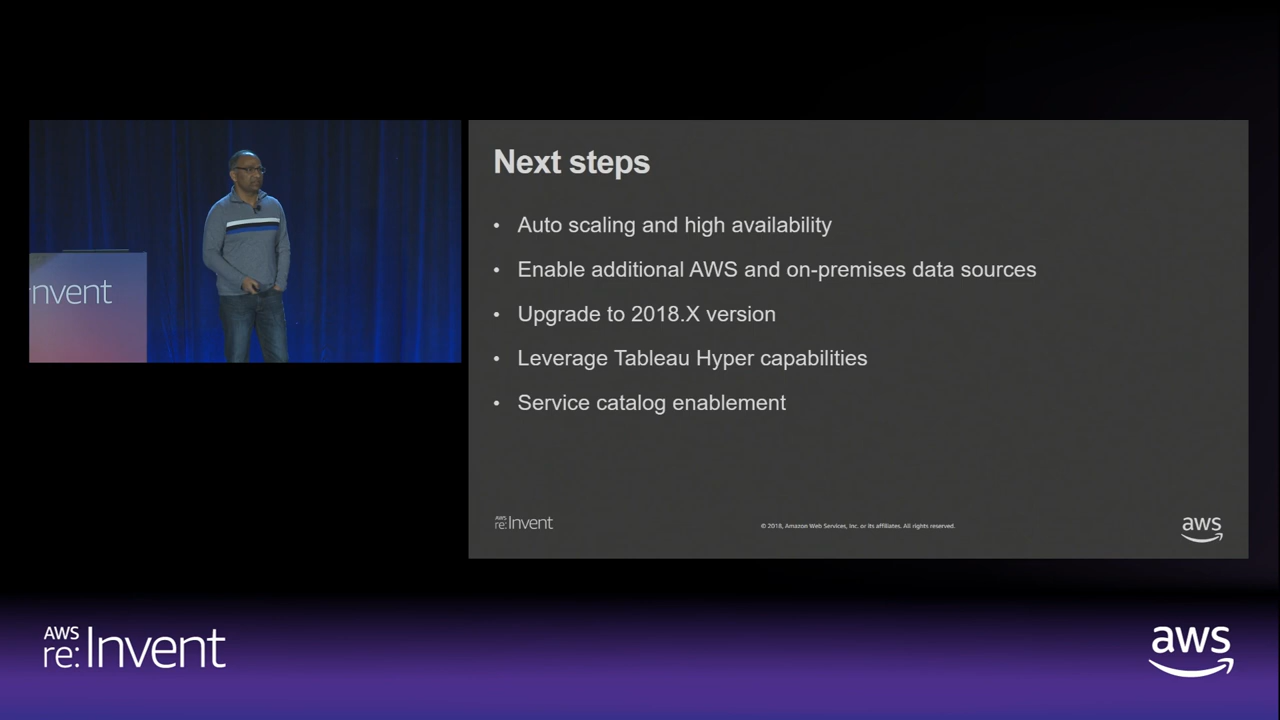 nvent
Next steps
• Auto scaling and high availability
• Enable additional AWS and on-premises data sources
• Upgrade to 2018.X version
• Leverage Tableau Hyper capabilities
• Service catalog enablement
AWS
re:Invent
© 2018, Amazon Web Services, Inc. or its affiliates. All rights reserved.
aws
AWS
re:Invent
aws